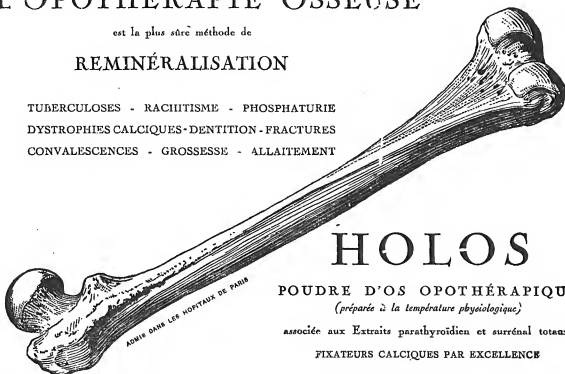 L'OPOTHÉRAPIE OSSEUSE
est la plus sûre méthode de
REMINÉRALISATION
TUBERCULOSES - RACHITISME - PHOSPHATURIE
DYSTROPHIES CALCIQUES - DENTITION - FRACTURES
CONVALESCENCES - GROSSESSE - ALLAITEMENT
ADMIS DANS LES HOPITAUX DE PARIS
HOLOS
POUDRE D'OS OPOTHÉRAPIQU
(préparée à la température physiologique)
associée aux Extraits parathyroïdien et surrénal totau
FIXATEURS CALCIQUES PAR EXCELLENCE